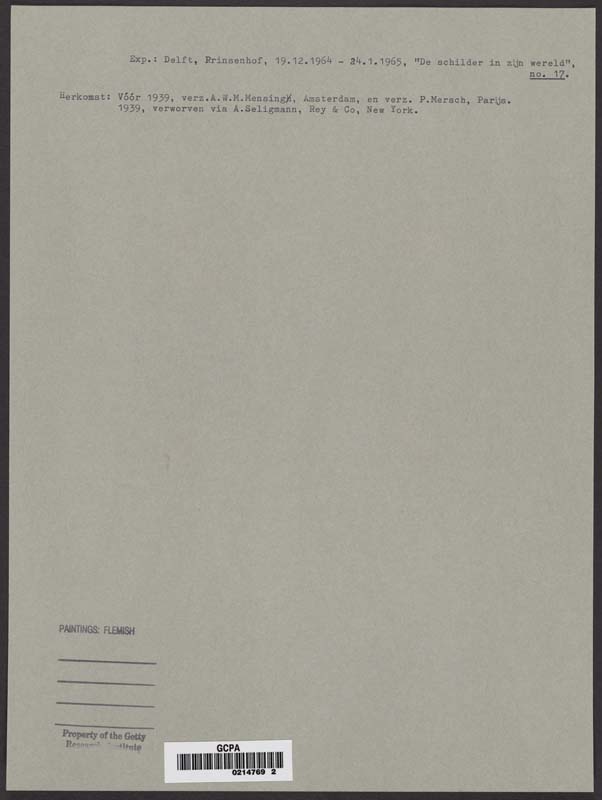 Exp.: Delft, Prinsenhof, 19.12.1964 - 24.1.1965, "De schilder in zijn wereld",
no. 17.
Herkomst: Vóór 1939, verz.A.W.M.Mensing, Amsterdam, en verz. P.Mersch, Parijs.
1939, verworven via A.Seligmann, Rey & Co, New York.
PAINTINGS: FLEMISH
Property of the Getty
Research Institute
GCPA
0214769 2